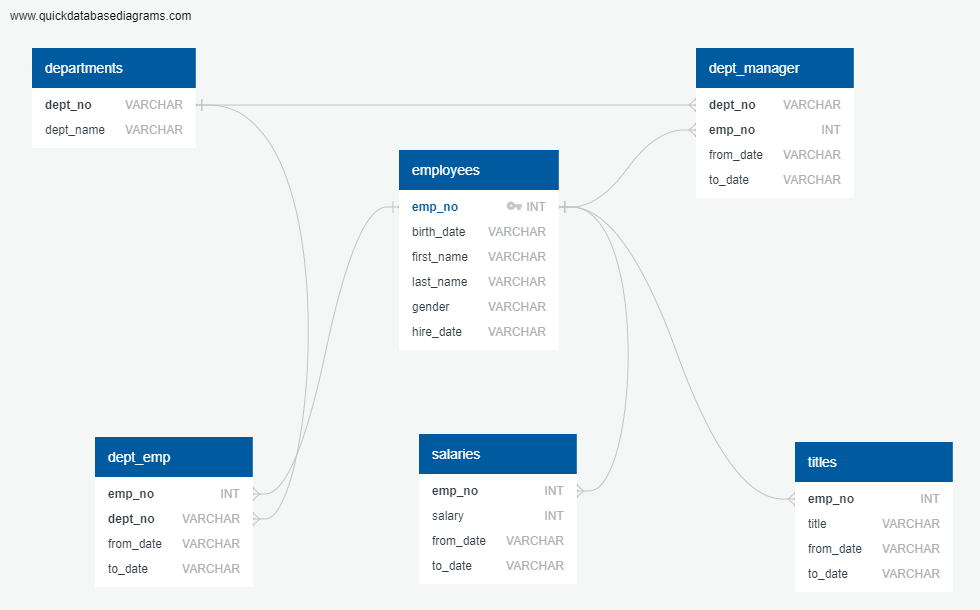 www.quickdatabasediagrams.com
departments
dept_no VARCHAR
dept_name VARCHAR
dept_manager
dept_no VARCHAR
emp_no INT
from_date VARCHAR
to_date VARCHAR
employees
emp_no INT
birth_date VARCHAR
first_name VARCHAR
last_name VARCHAR
gender VARCHAR
hire_date VARCHAR
dept_emp
emp_no INT
dept_no VARCHAR
from_date VARCHAR
to_date VARCHAR
salaries
emp_no INT
salary INT
from_date VARCHAR
to_date VARCHAR
titles
emp_no INT
title VARCHAR
from_date VARCHAR
to_date VARCHAR